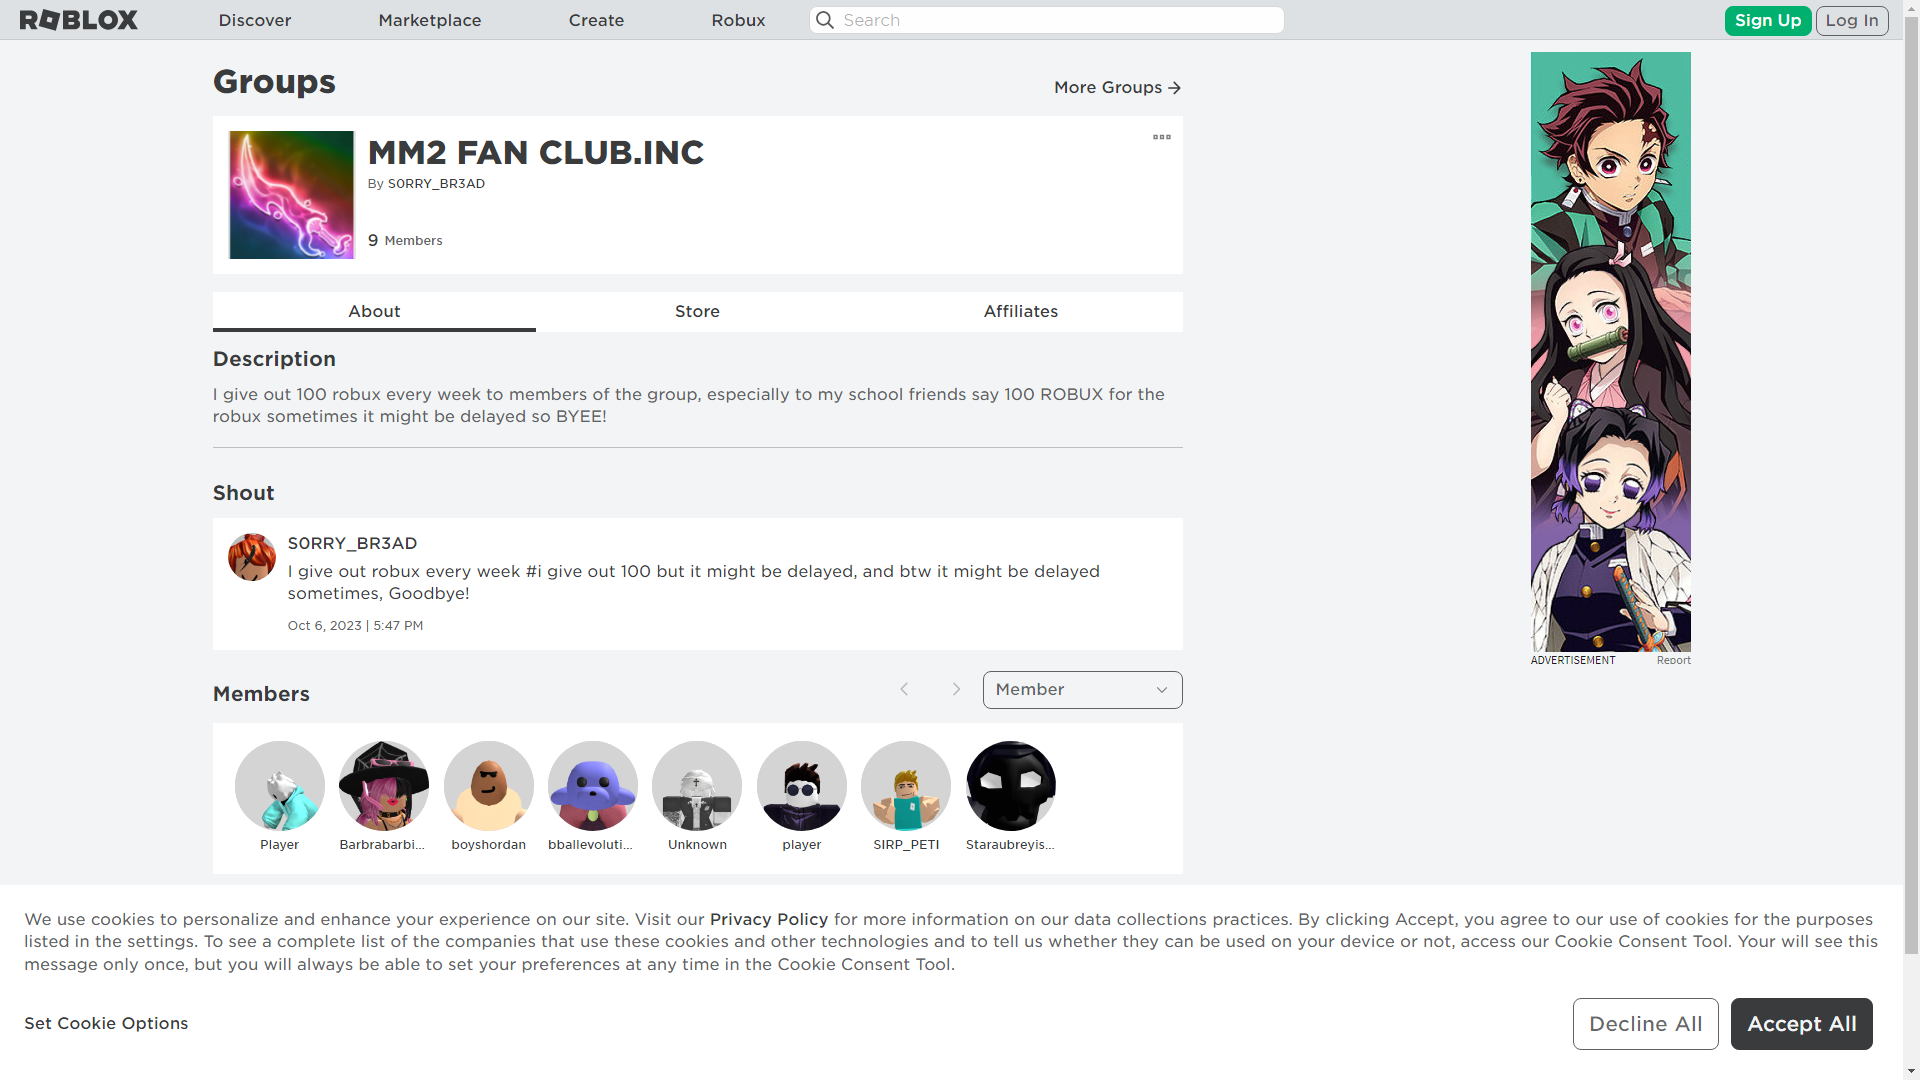 ROBLOX
Discover
Marketplace
Create
Robux
Search
Sign Up
Log In
Groups
More Groups
MM2 FAN CLUB.INC
By S0RRY_BR3AD
9 Members
About
Store
Affiliates
Description
I give out 100 robux every week to members of the group, especially to my school friends say 100 ROBUX for the
robux sometimes it might be delayed so BYEE!
Shout
S0RRY_BR3AD
I give out robux every week #i give out 100 but it might be delayed, and btw it might be delayed
sometimes, Goodbye!
Oct 6, 2023 | 5:47 PM
ADVERTISEMENT
Report
Members
Member
Player
Barbrabarbi...
boyshordan
bballevoluti...
Unknown
player
SIRP_PETI
Staraubreyis...
We use cookies to personalize and enhance your experience on our site. Visit our Privacy Policy for more information on our data collections practices. By clicking Accept, you agree to our use of cookies for the purposes
listed in the settings. To see a complete list of the companies that use these cookies and other technologies and to tell us whether they can be used on your device or not, access our Cookie Consent Tool. Your will see this
message only once, but you will always be able to set your preferences at any time in the Cookie Consent Tool.
Set Cookie Options
Decline All
Accept All